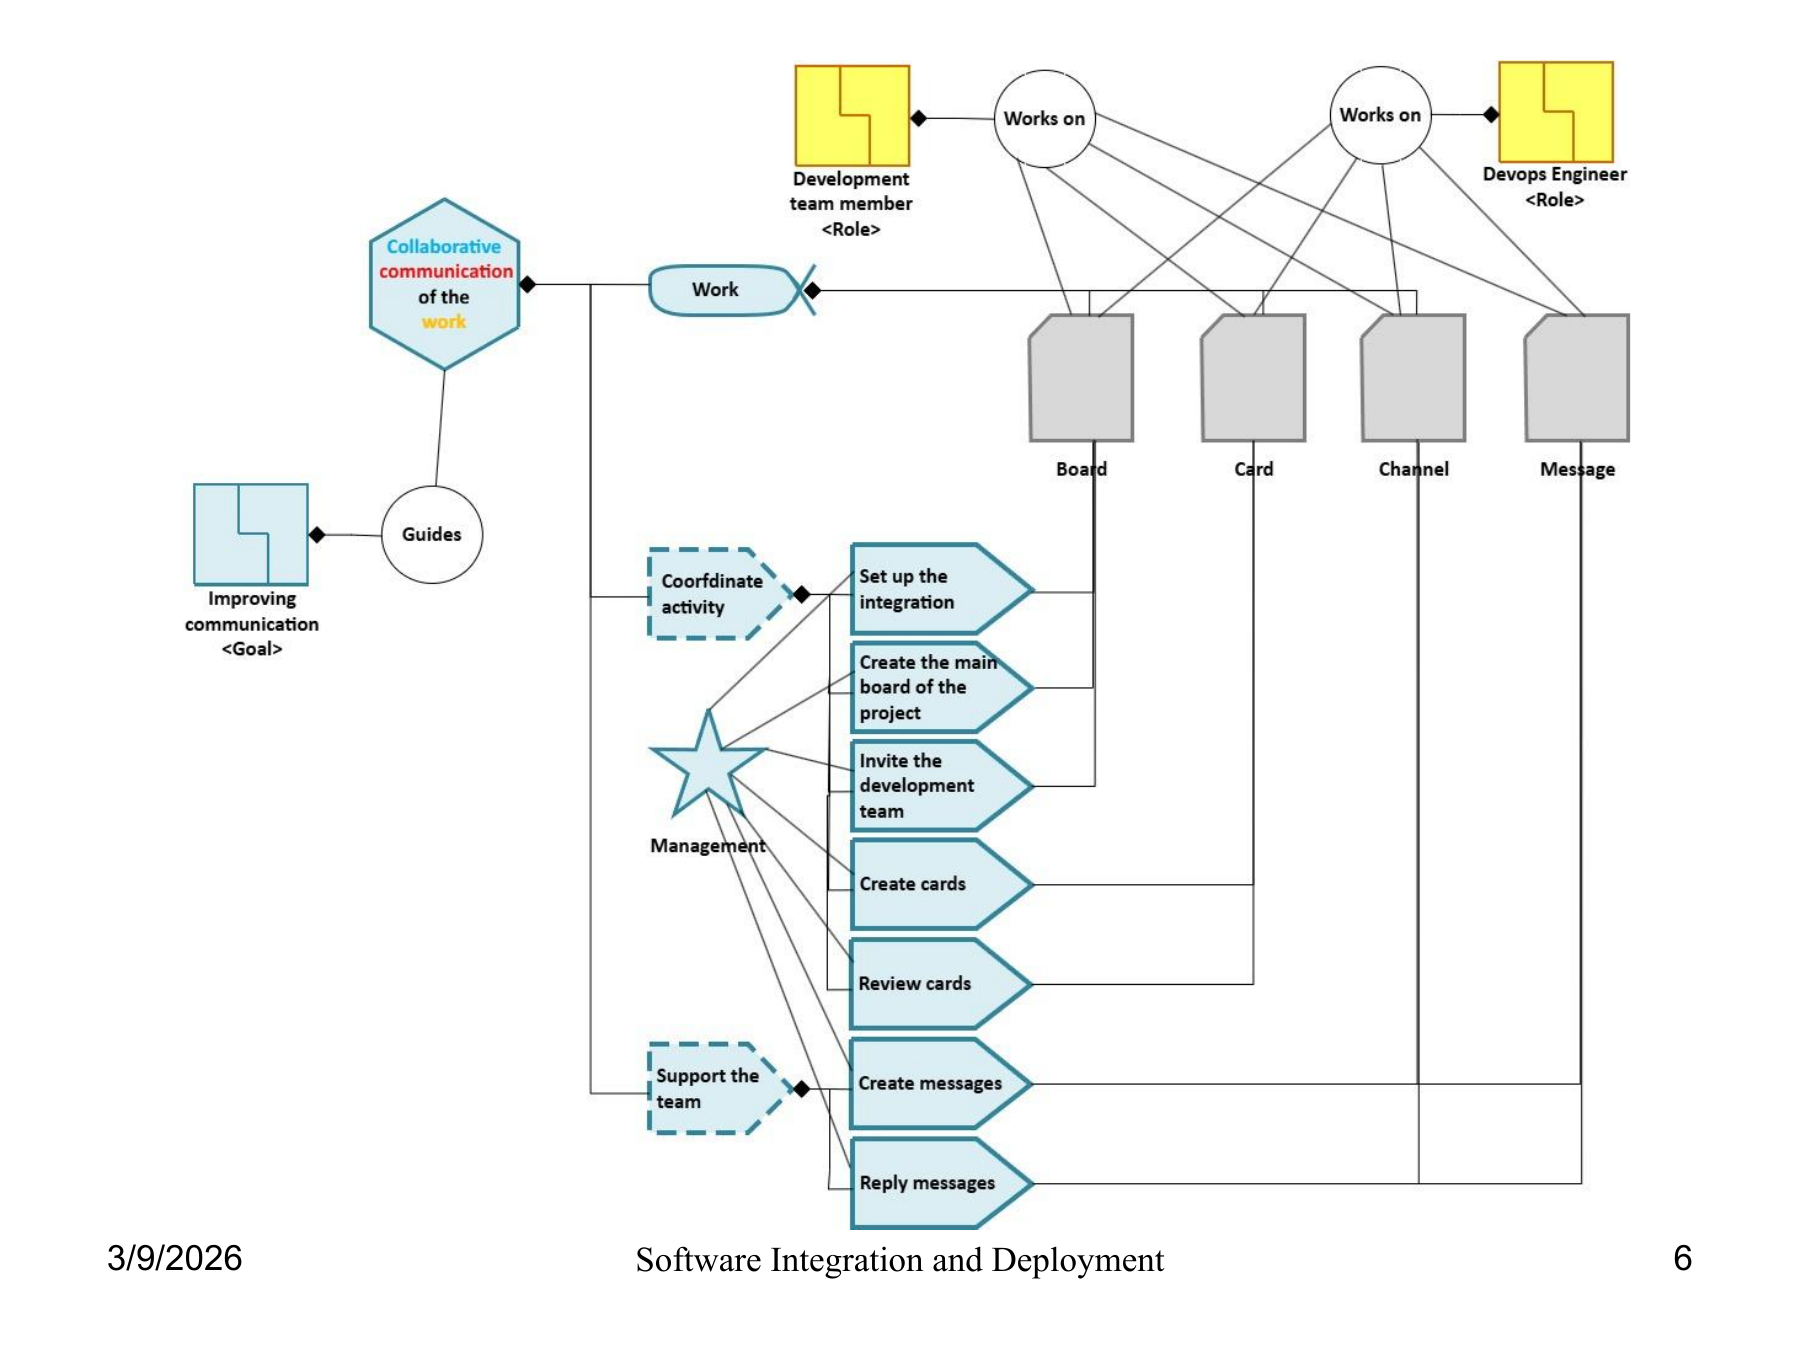 Development
team member
<Role>
Works on
Works on
Devops Engineer
<Role>
Collaborative
communication
of the
work
Work
Board
Card
Channel
Message
Guides
Improving
communication
<Goal>
Coorfdinate
activity
Set up the
integration
Create the main
board of the
project
Invite the
development
team
Management
Create cards
Review cards
Support the
team
Create messages
Reply messages
3/9/2026
Software Integration and Deployment
6